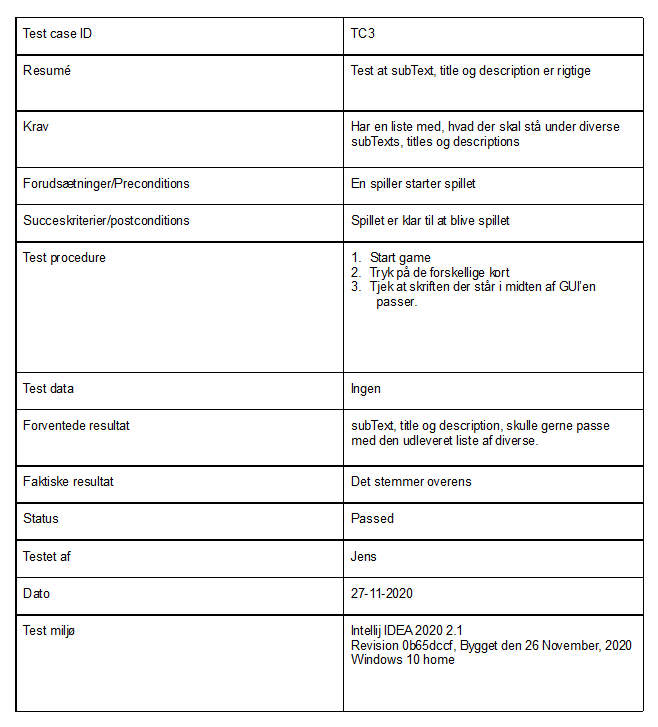 Test case ID
TC3
Resumé
Test at subText, title og description er rigtige
Krav
Har en liste med, hvad der skal stå under diverse
subTexts, titles og descriptions
Forudsætninger/Preconditions
En spiller starter spillet
Succeskriterier/postconditions
Spillet er klar til at blive spillet
Test procedure
1. Start game
2. Tryk på de forskellige kort
3. Tjek at skriften der står i midten af GUI'en
passer.
Test data
Ingen
Forventede resultat
subText, title og description, skulle gerne passe
med den udleveret liste af diverse.
Faktiske resultat
Det stemmer overens
Status
Passed
Testet af
Jens
Dato
27-11-2020
Test miljø
Intellij IDEA 2020 2.1
Revision 0b65dccf, Bygget den 26 November, 2020
Windows 10 home